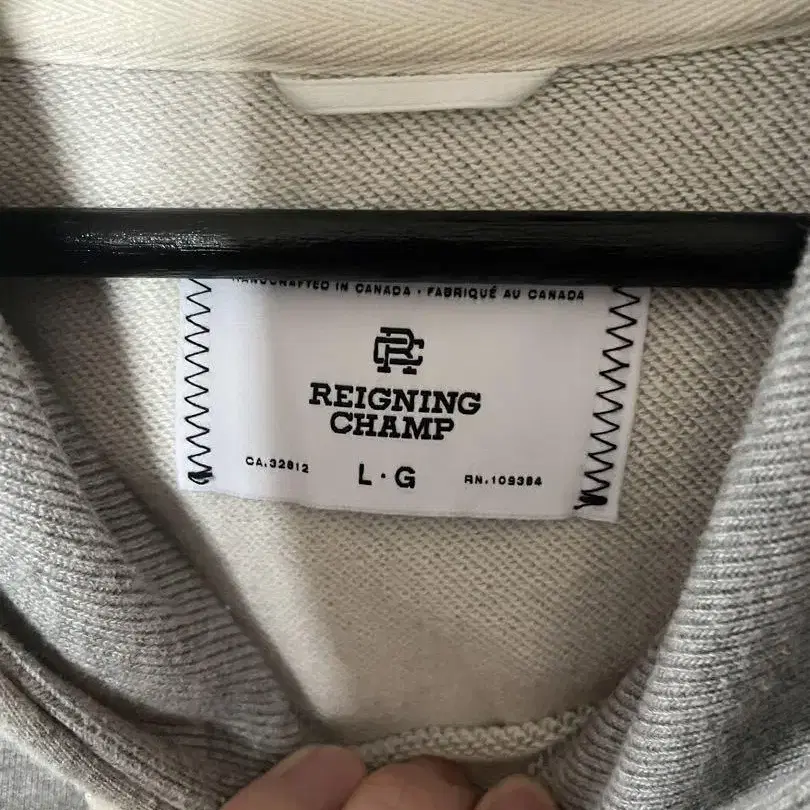 HANDCRAFTED IN CANADA · FABRIQUÉ AU CANADA
RC
REIGNING
CHAMP
CA.32812 L·G RN.109384